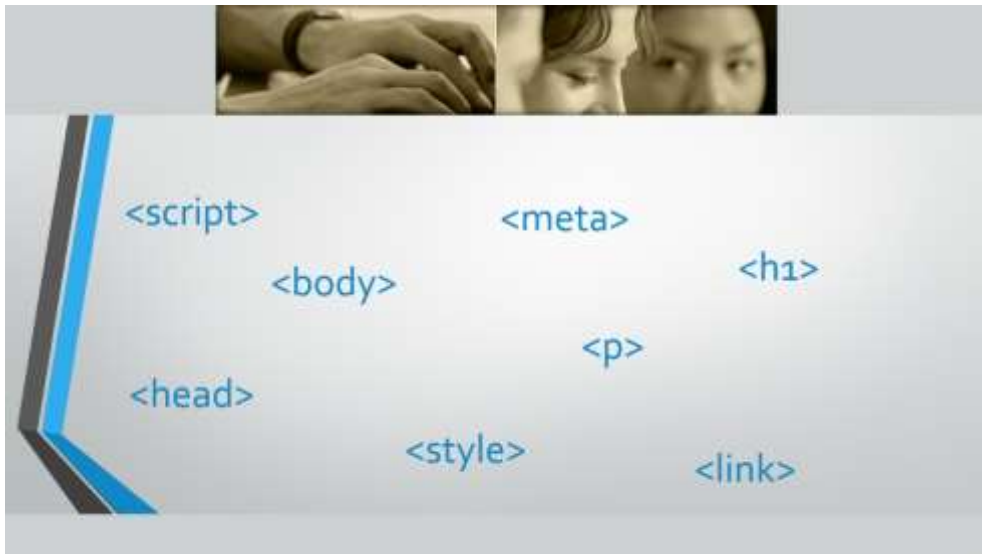 <script>
<meta>
<body>
<h1>
<p>
<head>
<style>
<link>